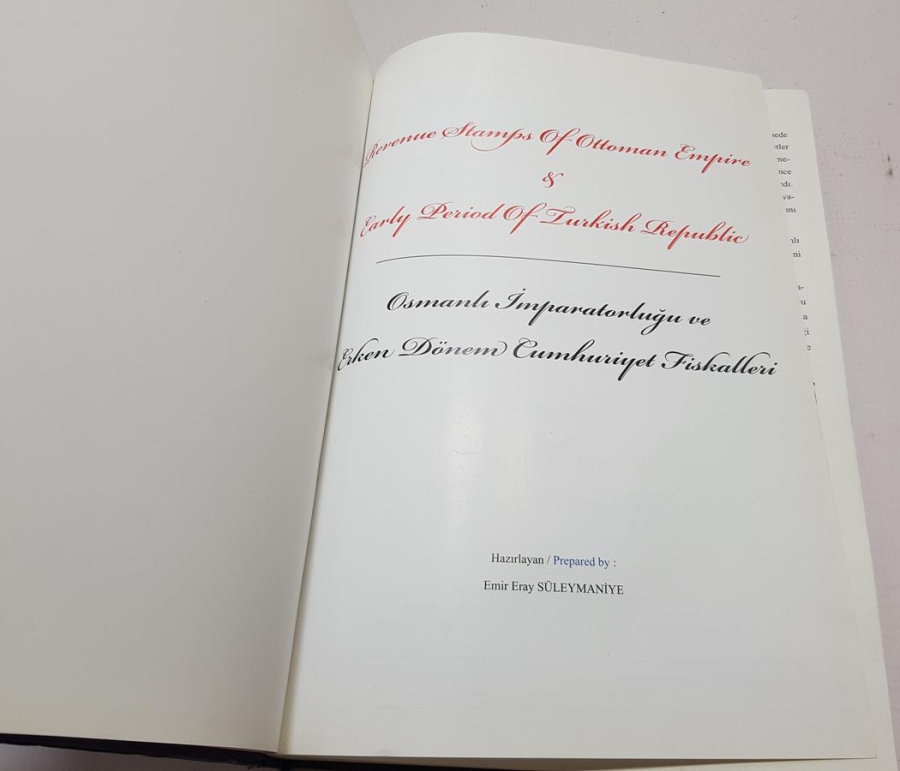 Revenue Stamps Of Ottoman Empire
&
Early Period Of Turkish Republic
Osmanlı İmparatorluğu ve
Erken Dönem Cumhuriyet Fiskalleri
Hazırlayan / Prepared by :
Emir Eray SÜLEYMANİYE